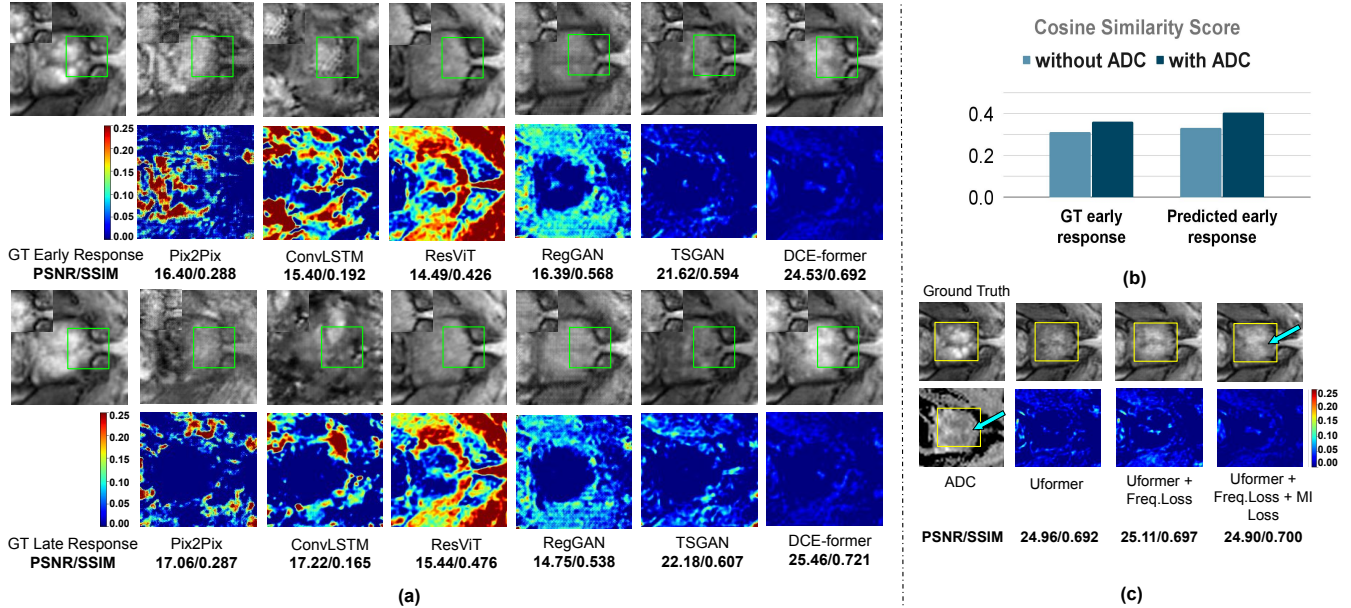 0.25
0.20
0.15
0.10
0.05
0.00
GT Early Response Pix2Pix ConvLSTM ResViT RegGAN TSGAN DCE-former
PSNR/SSIM 16.40/0.288 15.40/0.192 14.49/0.426 16.39/0.568 21.62/0.594 24.53/0.692
0.25
0.20
0.15
0.10
0.05
0.00
GT Late Response Pix2Pix ConvLSTM ResViT RegGAN TSGAN DCE-former
PSNR/SSIM 17.06/0.287 17.22/0.165 15.44/0.476 14.75/0.538 22.18/0.607 25.46/0.721
(a)
Cosine Similarity Score
without ADC with ADC
0.4
0.2
0.0
GT early Predicted early
response response
(b)
Ground Truth
0.25
0.20
0.15
0.10
0.05
0.00
ADC Uformer Uformer + Uformer +
Freq.Loss Freq.Loss + MI
Loss
PSNR/SSIM 24.96/0.692 25.11/0.697 24.90/0.700
(c)